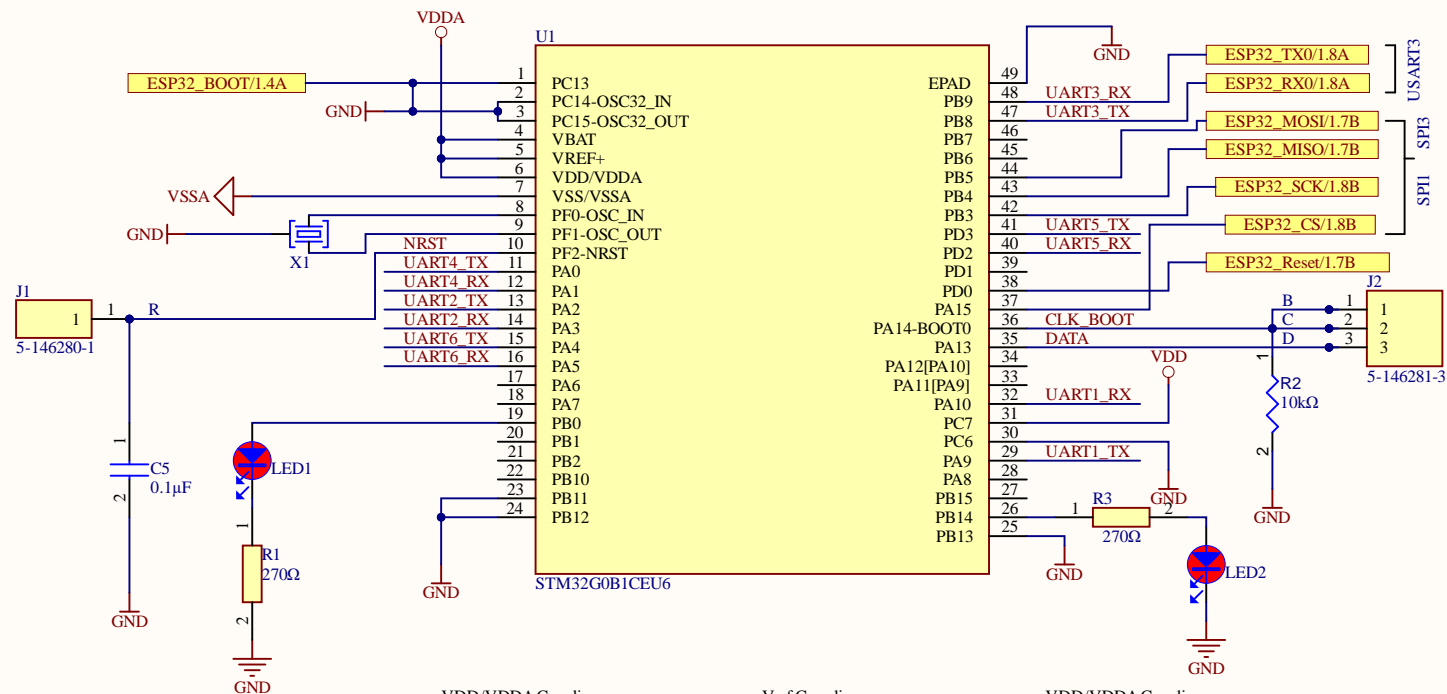 VDDA
U1
ESP32_BOOT/1.4A
GND
VSSA
GND
X1
NRST
UART4_TX
UART4_RX
UART2_TX
UART2_RX
UART6_TX
UART6_RX
J1
1
1
R
5-146280-1
1
C5
0.1µF
2
GND
LED1
1
R1
270Ω
2
GND
GND
1 PC13
2 PC14-OSC32_IN
3 PC15-OSC32_OUT
4 VBAT
5 VREF+
6 VDD/VDDA
7 VSS/VSSA
8 PF0-OSC_IN
9 PF1-OSC_OUT
10 PF2-NRST
11 PA0
12 PA1
13 PA2
14 PA3
15 PA4
16 PA5
17 PA6
18 PA7
19 PB0
20 PB1
21 PB2
22 PB10
23 PB11
24 PB12
STM32G0B1CEU6
EPAD 49
PB9 48 UART3_RX
PB8 47 UART3_TX
PB7 46
PB6 45
PB5 44
PB4 43
PB3 42
PD3 41 UART5_TX
PD2 40 UART5_RX
PD1 39
PD0 38
PA15 37
PA14-BOOT0 36 CLK_BOOT
PA13 35 DATA
PA12[PA10] 34
PA11[PA9] 33
PA10 32 UART1_RX
PC7 31
PC6 30
PA9 29 UART1_TX
PA8 28
PB15 27
PB14 26
PB13 25
GND
ESP32_TX0/1.8A
ESP32_RX0/1.8A
USART3
ESP32_MOSI/1.7B
ESP32_MISO/1.7B
ESP32_SCK/1.8B
ESP32_CS/1.8B
SPI3
SPI1
ESP32_Reset/1.7B
J2
B 1 1
C 2 2
D 3 3
5-146281-3
VDD
1
R2
10kΩ
2
GND
GND
R3
1 2
270Ω
GND
LED2
GND